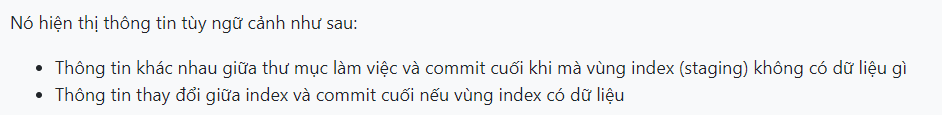 Nó hiện thị thông tin tùy ngữ cảnh như sau:
• Thông tin khác nhau giữa thư mục làm việc và commit cuối khi mà vùng index (staging) không có dữ liệu gì
• Thông tin thay đổi giữa index và commit cuối nếu vùng index có dữ liệu